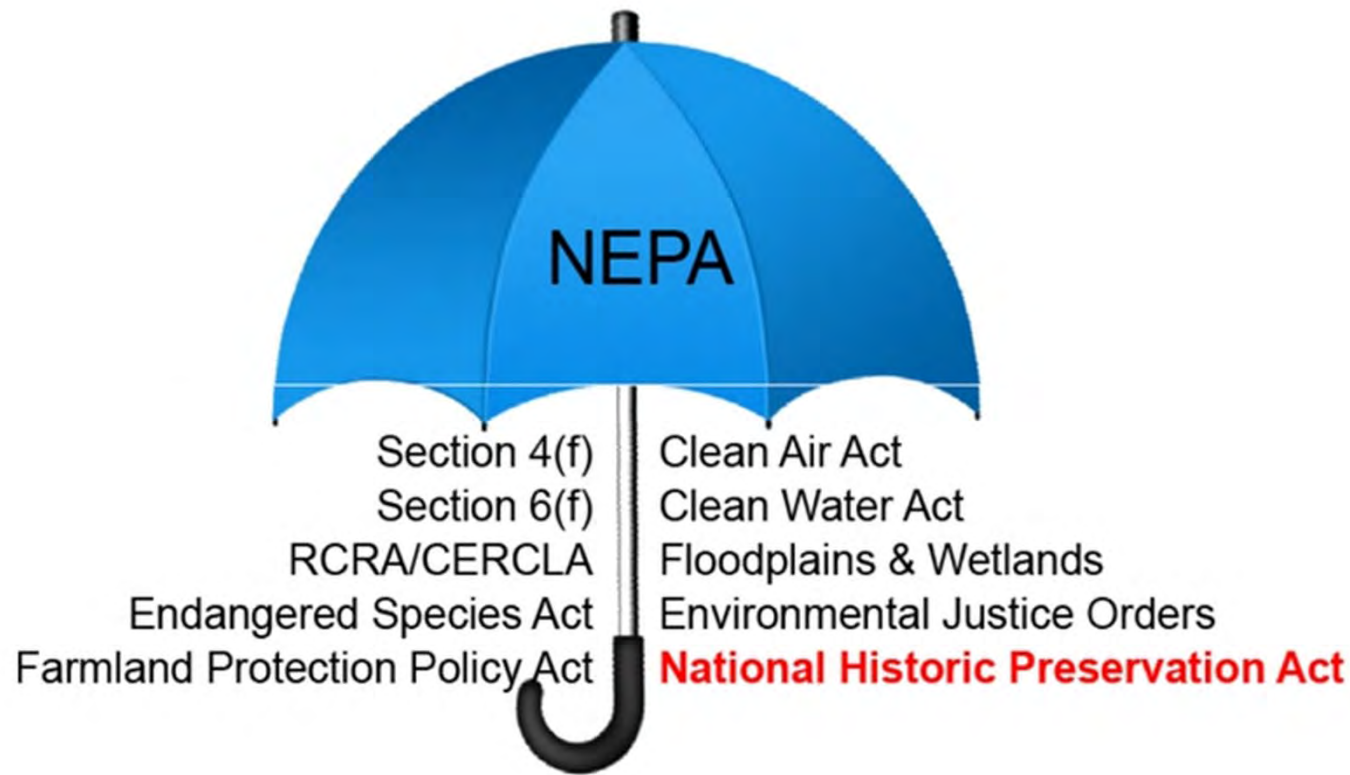 NEPA
Section 4(f)
Section 6(f)
RCRA/CERCLA
Endangered Species Act
Farmland Protection Policy Act
Clean Air Act
Clean Water Act
Floodplains & Wetlands
Environmental Justice Orders
National Historic Preservation Act